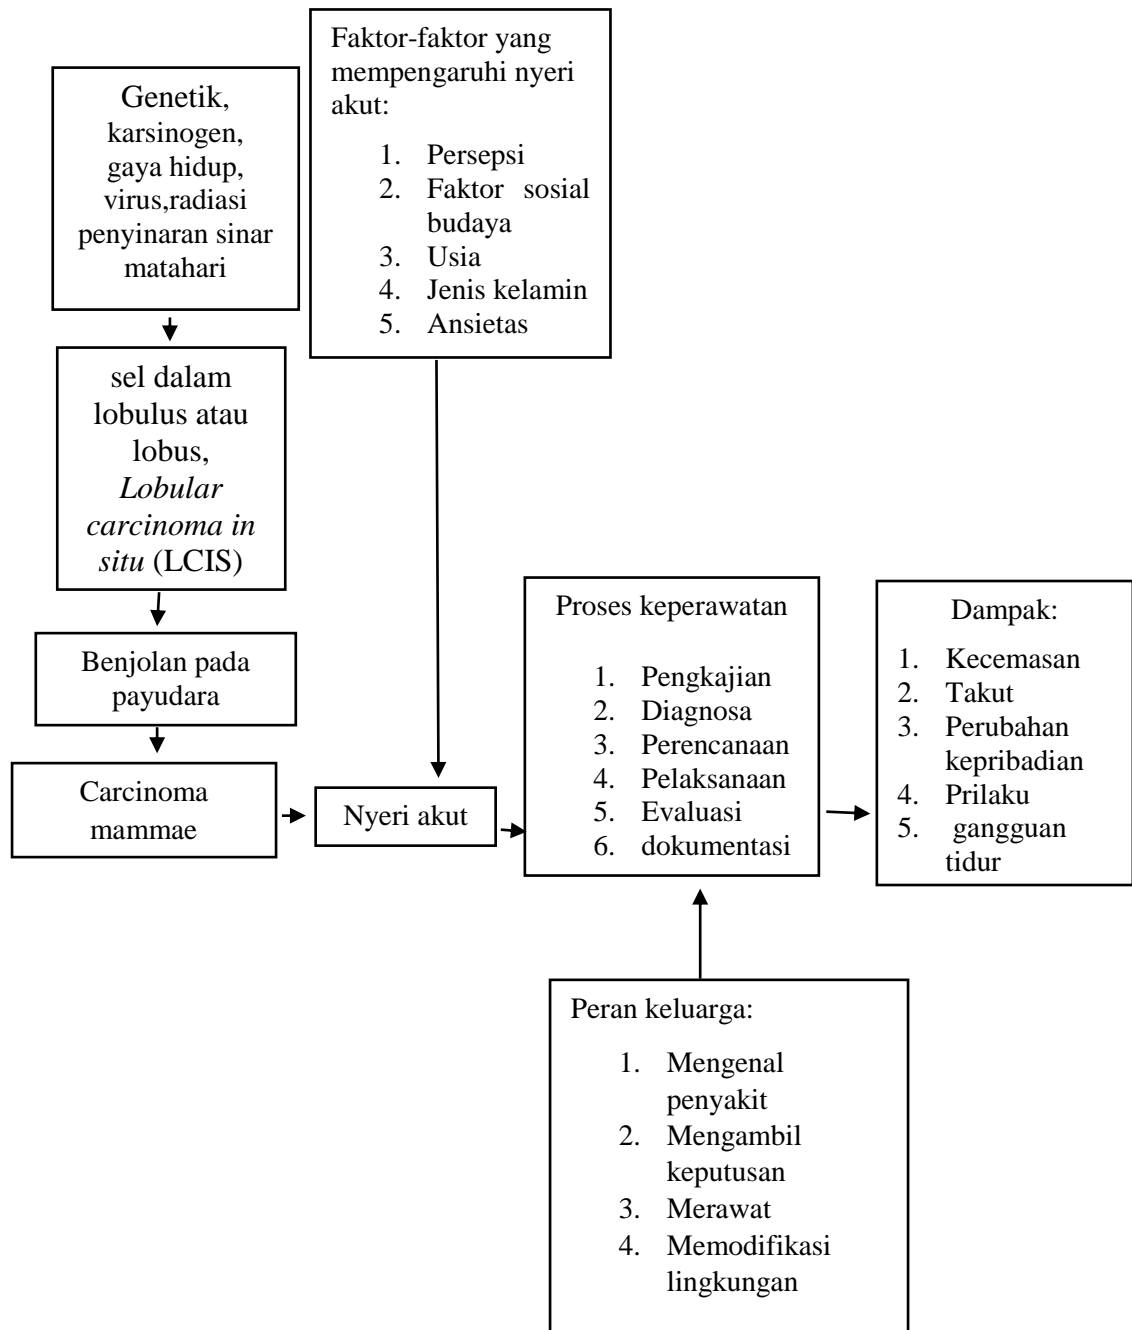 Genetik,
karsinogen,
gaya hidup,
virus,radiasi
penyinaran sinar
matahari
Faktor-faktor yang
mempengaruhi nyeri
akut:
1. Persepsi
2. Faktor sosial
budaya
3. Usia
4. Jenis kelamin
5. Ansietas
sel dalam
lobulus atau
lobus,
Lobular
carcinoma in
situ (LCIS)
Benjolan pada
payudara
Carcinoma
mammae
Nyeri akut
Proses keperawatan
1. Pengkajian
2. Diagnosa
3. Perencanaan
4. Pelaksanaan
5. Evaluasi
6. dokumentasi
Dampak:
1. Kecemasan
2. Takut
3. Perubahan
kepribadian
4. Prilaku
5. gangguan
tidur
Peran keluarga:
1. Mengenal
penyakit
2. Mengambil
keputusan
3. Merawat
4. Memodifikasi
lingkungan